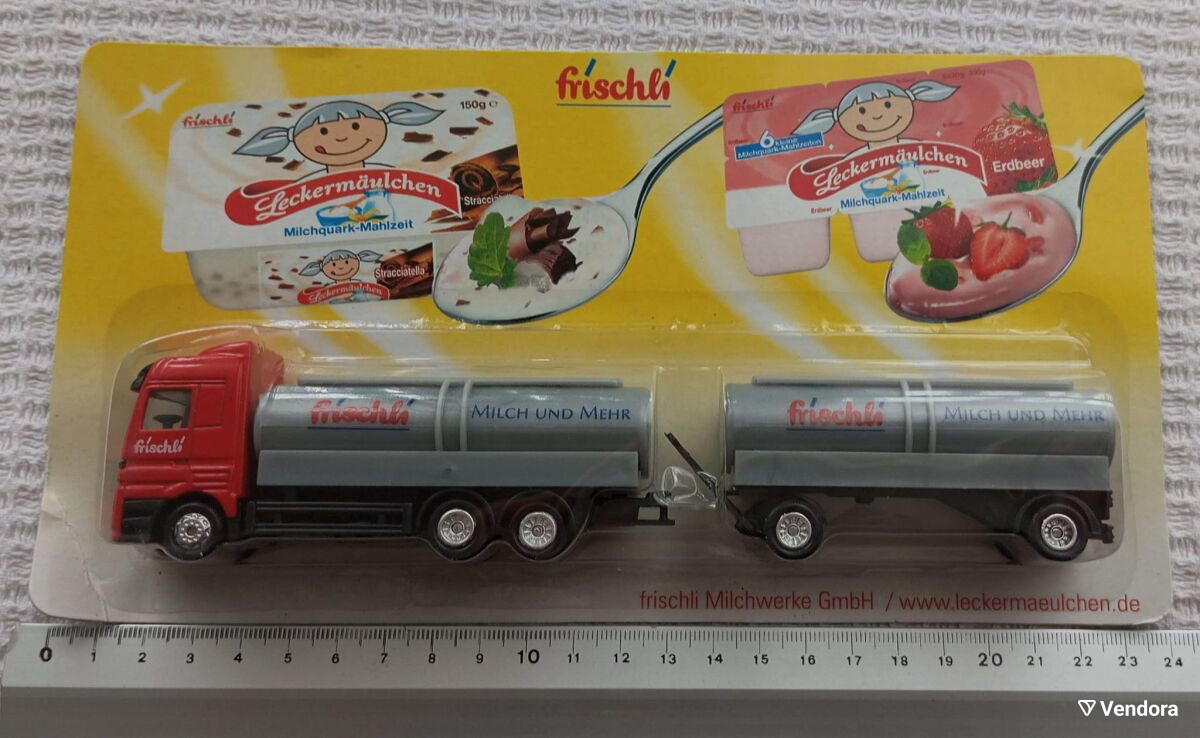 frischli
frischli
150g e
Leckermäulchen
Milchquark-Mahlzeit
Stracciatella
Leckermäulchen
frischli
6 kleine
Milchquark-Mahlzeiten
Leckermäulchen
Milchquark-Mahlzeit
Erdbeer
Erdbeer
Erdbeer
frischli
frischli
MILCH UND MEHR
frischli
MILCH UND MEHR
frischli Milchwerke GmbH / www.leckermaeulchen.de
0 1 2 3 4 5 6 7 8 9 10 11 12 13 14 15 16 17 18 19 20 21 22 23 24
Vendora